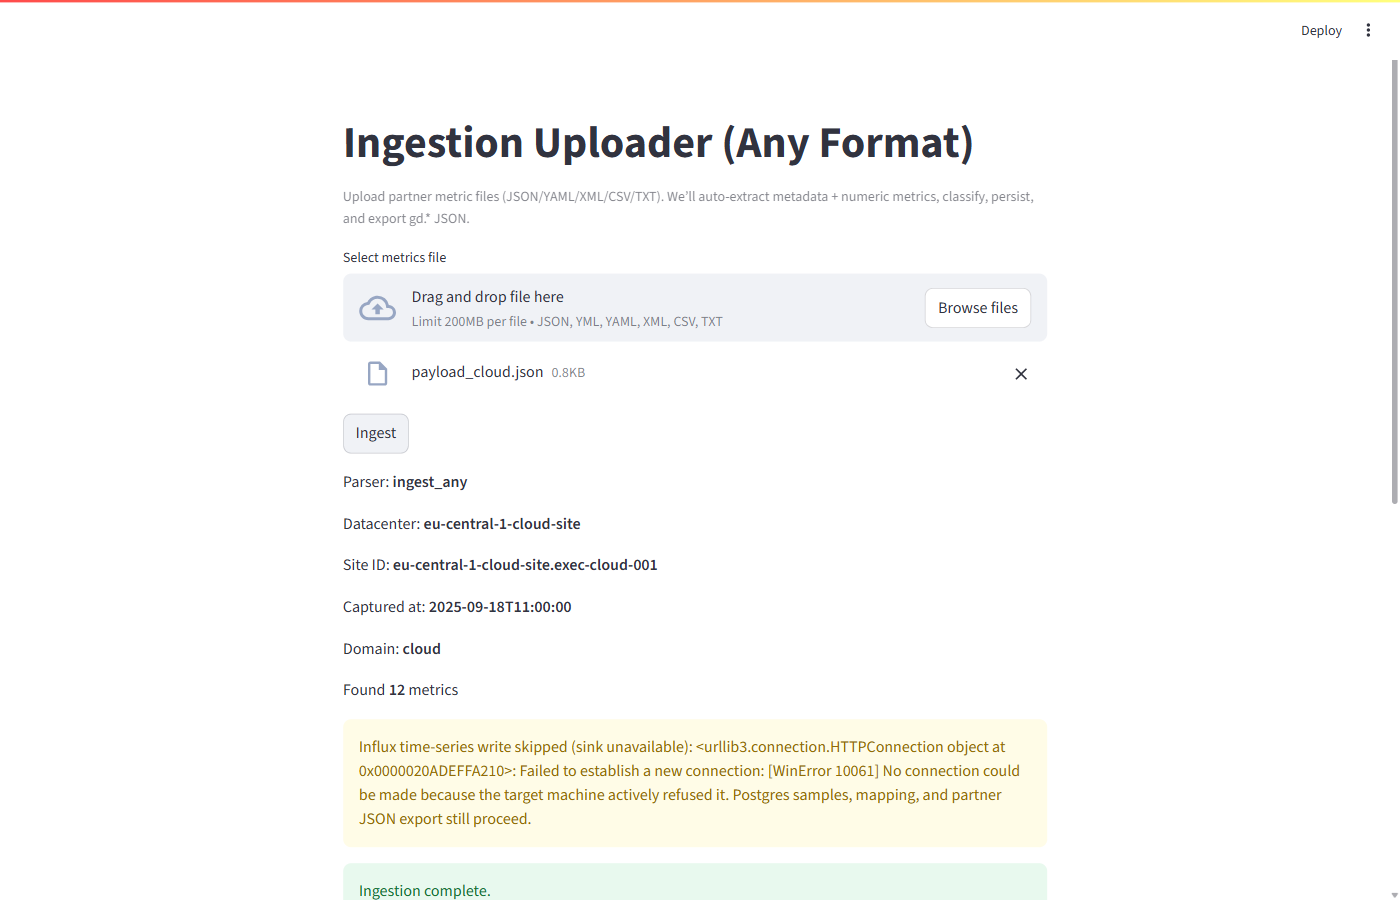 Deploy
Ingestion Uploader (Any Format)
Upload partner metric files (JSON/YAML/XML/CSV/TXT). We'll auto-extract metadata + numeric metrics, classify, persist,
and export gd.* JSON.
Select metrics file
Drag and drop file here
Limit 200MB per file • JSON, YML, YAML, XML, CSV, TXT
Browse files
payload_cloud.json 0.8KB
Ingest
Parser: ingest_any
Datacenter: eu-central-1-cloud-site
Site ID: eu-central-1-cloud-site.exec-cloud-001
Captured at: 2025-09-18T11:00:00
Domain: cloud
Found 12 metrics
Influx time-series write skipped (sink unavailable): <urllib3.connection.HTTPConnection object at
0x0000020ADEFFA210>: Failed to establish a new connection: [WinError 10061] No connection could
be made because the target machine actively refused it. Postgres samples, mapping, and partner
JSON export still proceed.
Ingestion complete.